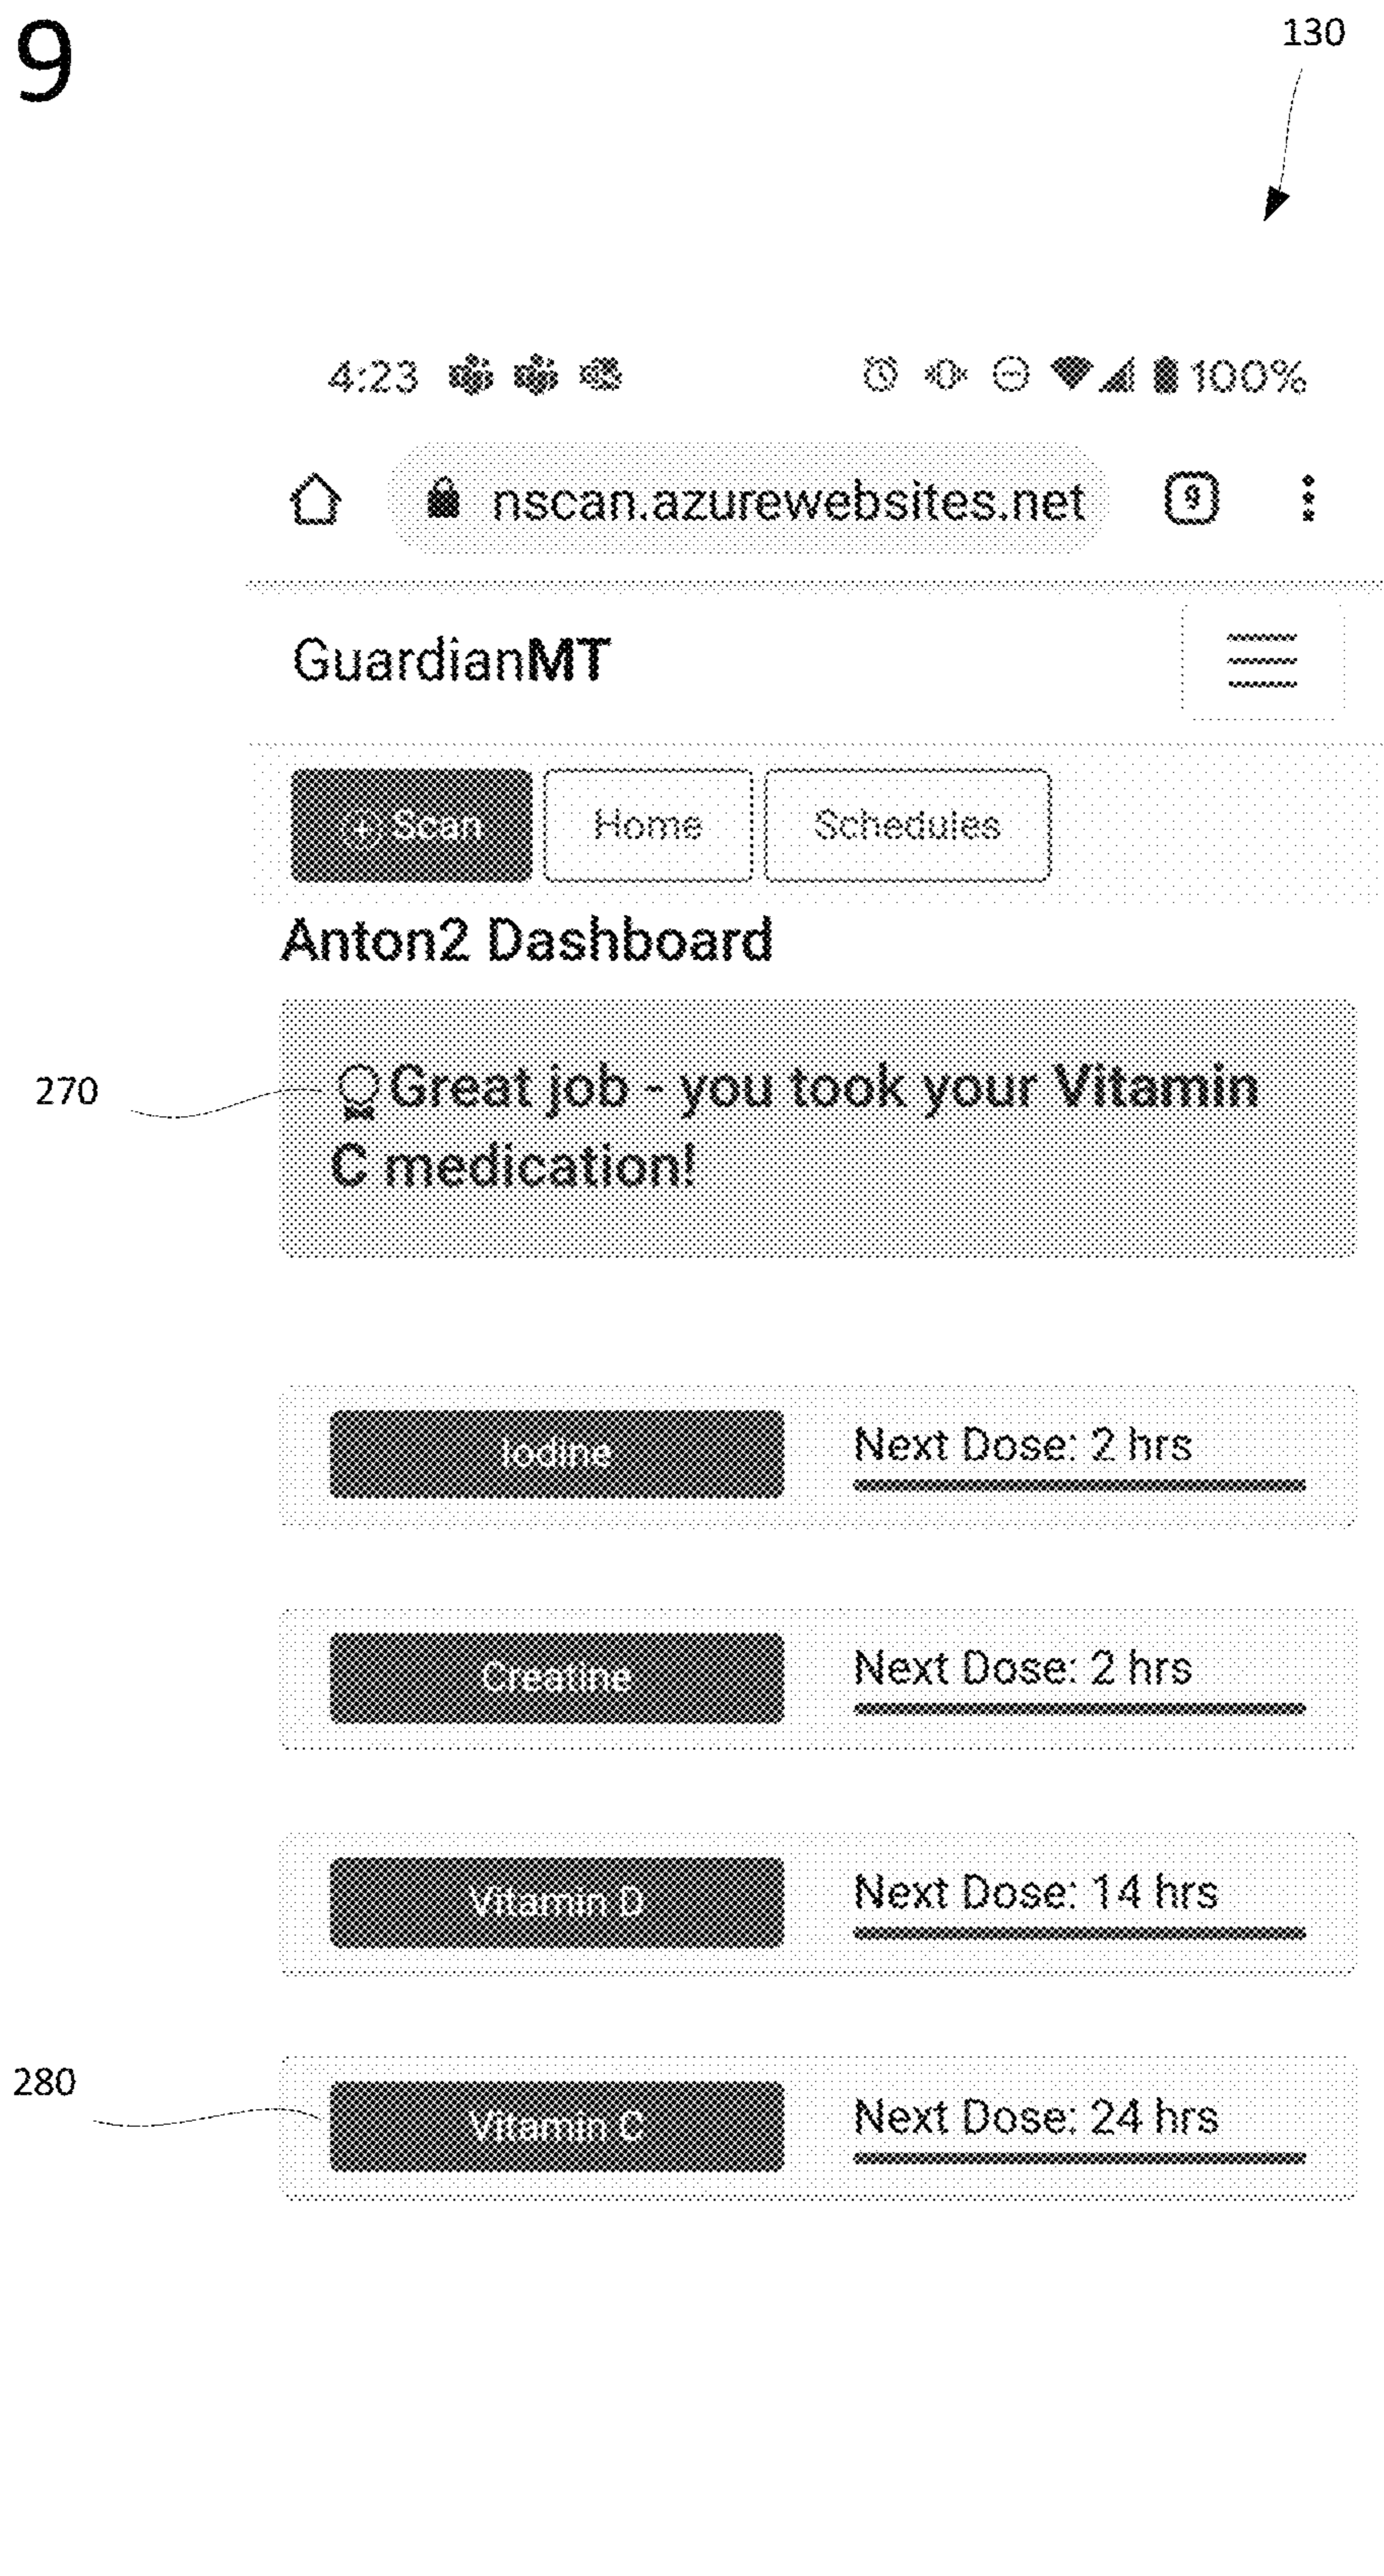 9
130
4:23 100%
nscan.azurewebsites.net 9
GuardianMT
Scan Home Schedules
Anton2 Dashboard
270
Great job - you took your Vitamin
C medication!
Iodine Next Dose: 2 hrs
Creatine Next Dose: 2 hrs
Vitamin D Next Dose: 14 hrs
280
Vitamin C Next Dose: 24 hrs